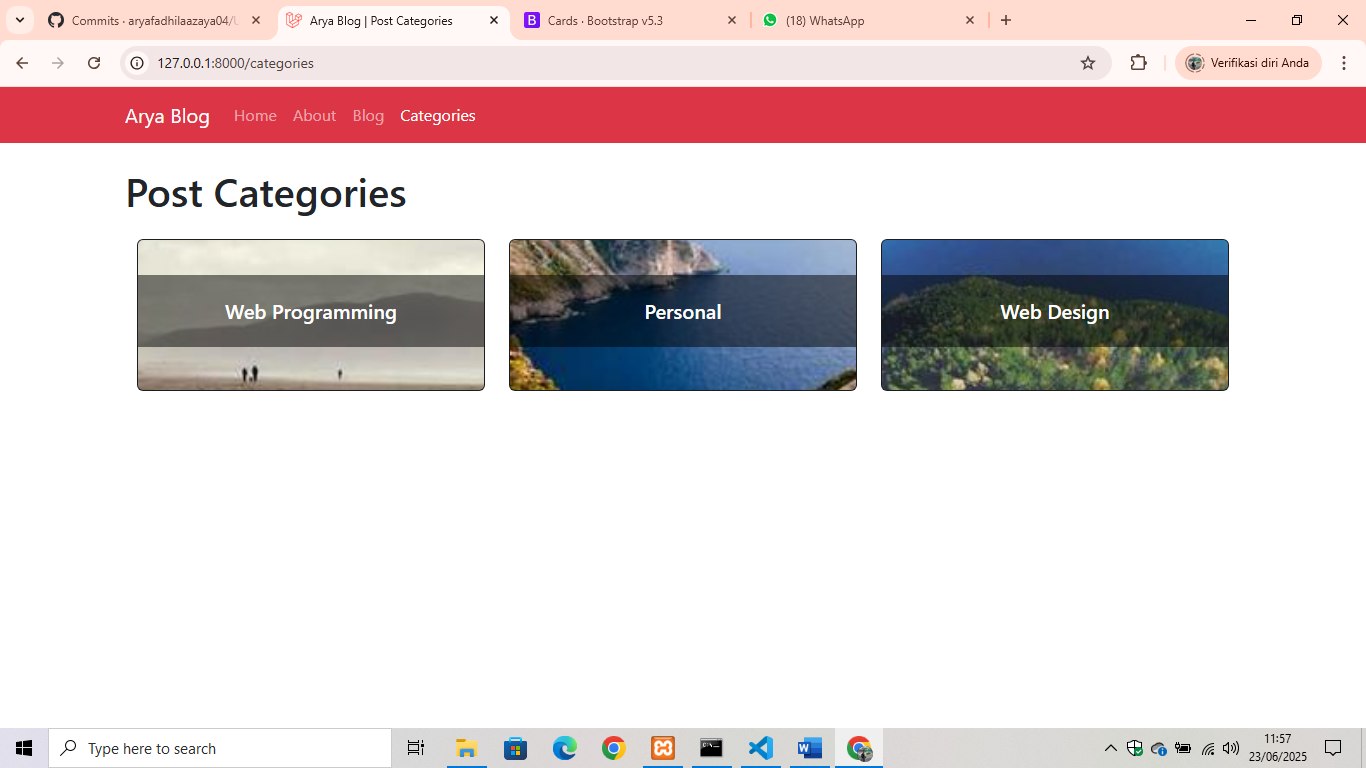 Commits · aryafadhilaazaya04/U
Arya Blog | Post Categories
Cards · Bootstrap v5.3
(18) WhatsApp
127.0.0.1:8000/categories
Verifikasi diri Anda
Arya Blog
Home
About
Blog
Categories
Post Categories
Web Programming
Personal
Web Design
Type here to search
11:57
23/06/2025